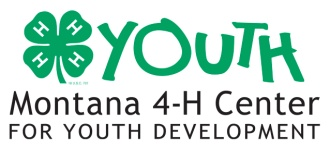 H H H H
YOUTH
Montana 4-H Center
FOR YOUTH DEVELOPMENT